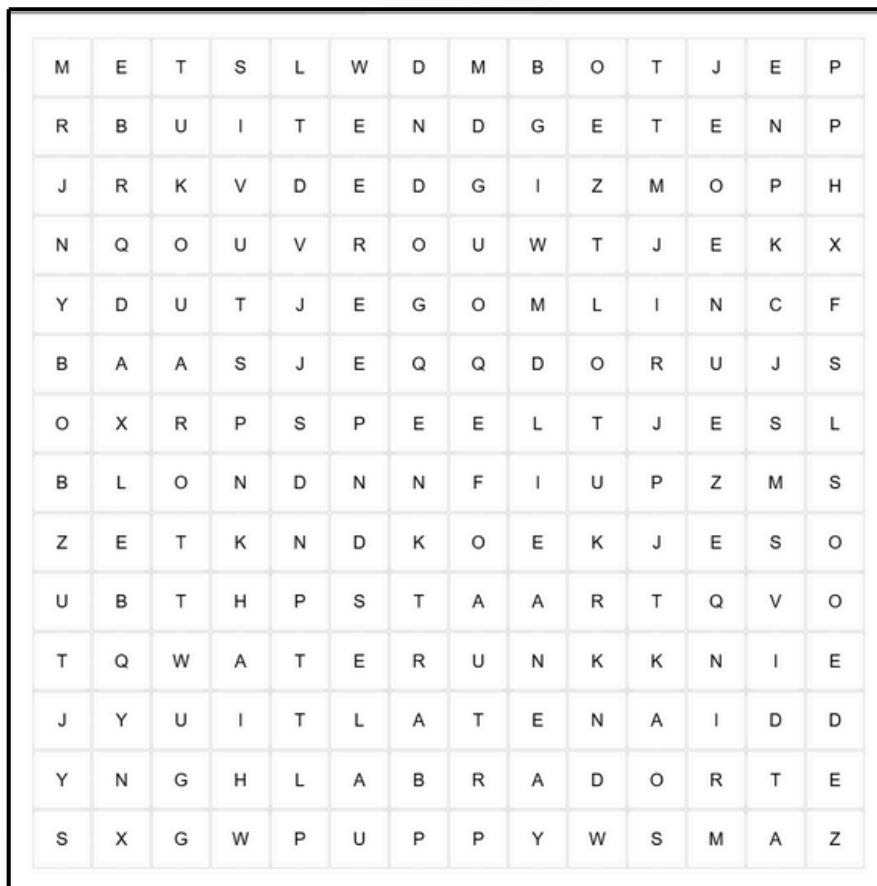 M E T S L W D M B O T J E P
R B U I T E N D G E T E N P
J R K V D E D G I Z M O P H
N Q O U V R O U W T J E K X
Y D U T J E G O M L I N C F
B A A S J E Q Q D O R U J S
O X R P S P E E L T J E S L
B L O N D N N F I U P Z M S
Z E T K N D K O E K J E S O
U B T H P S T A A R T Q V O
T Q W A T E R U N K K N I E
J Y U I T L A T E N A I D D
Y N G H L A B R A D O R T E
S X G W P U P P Y W S M A Z